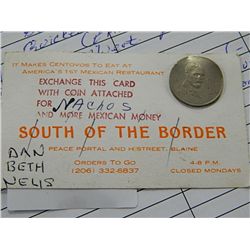 It Makes Centovos To Eat At
America's 1st Mexican Restaurant
EXCHANGE THIS CARD
WITH COIN ATTACHED
FOR NACHOS
AND MORE MEXICAN MONEY
SOUTH OF THE BORDER
Peace Portal and H Street, Blaine
Orders To Go
(206) 332-6837
4-8 P.M.
Closed Mondays
DAN
BETH
NELIS